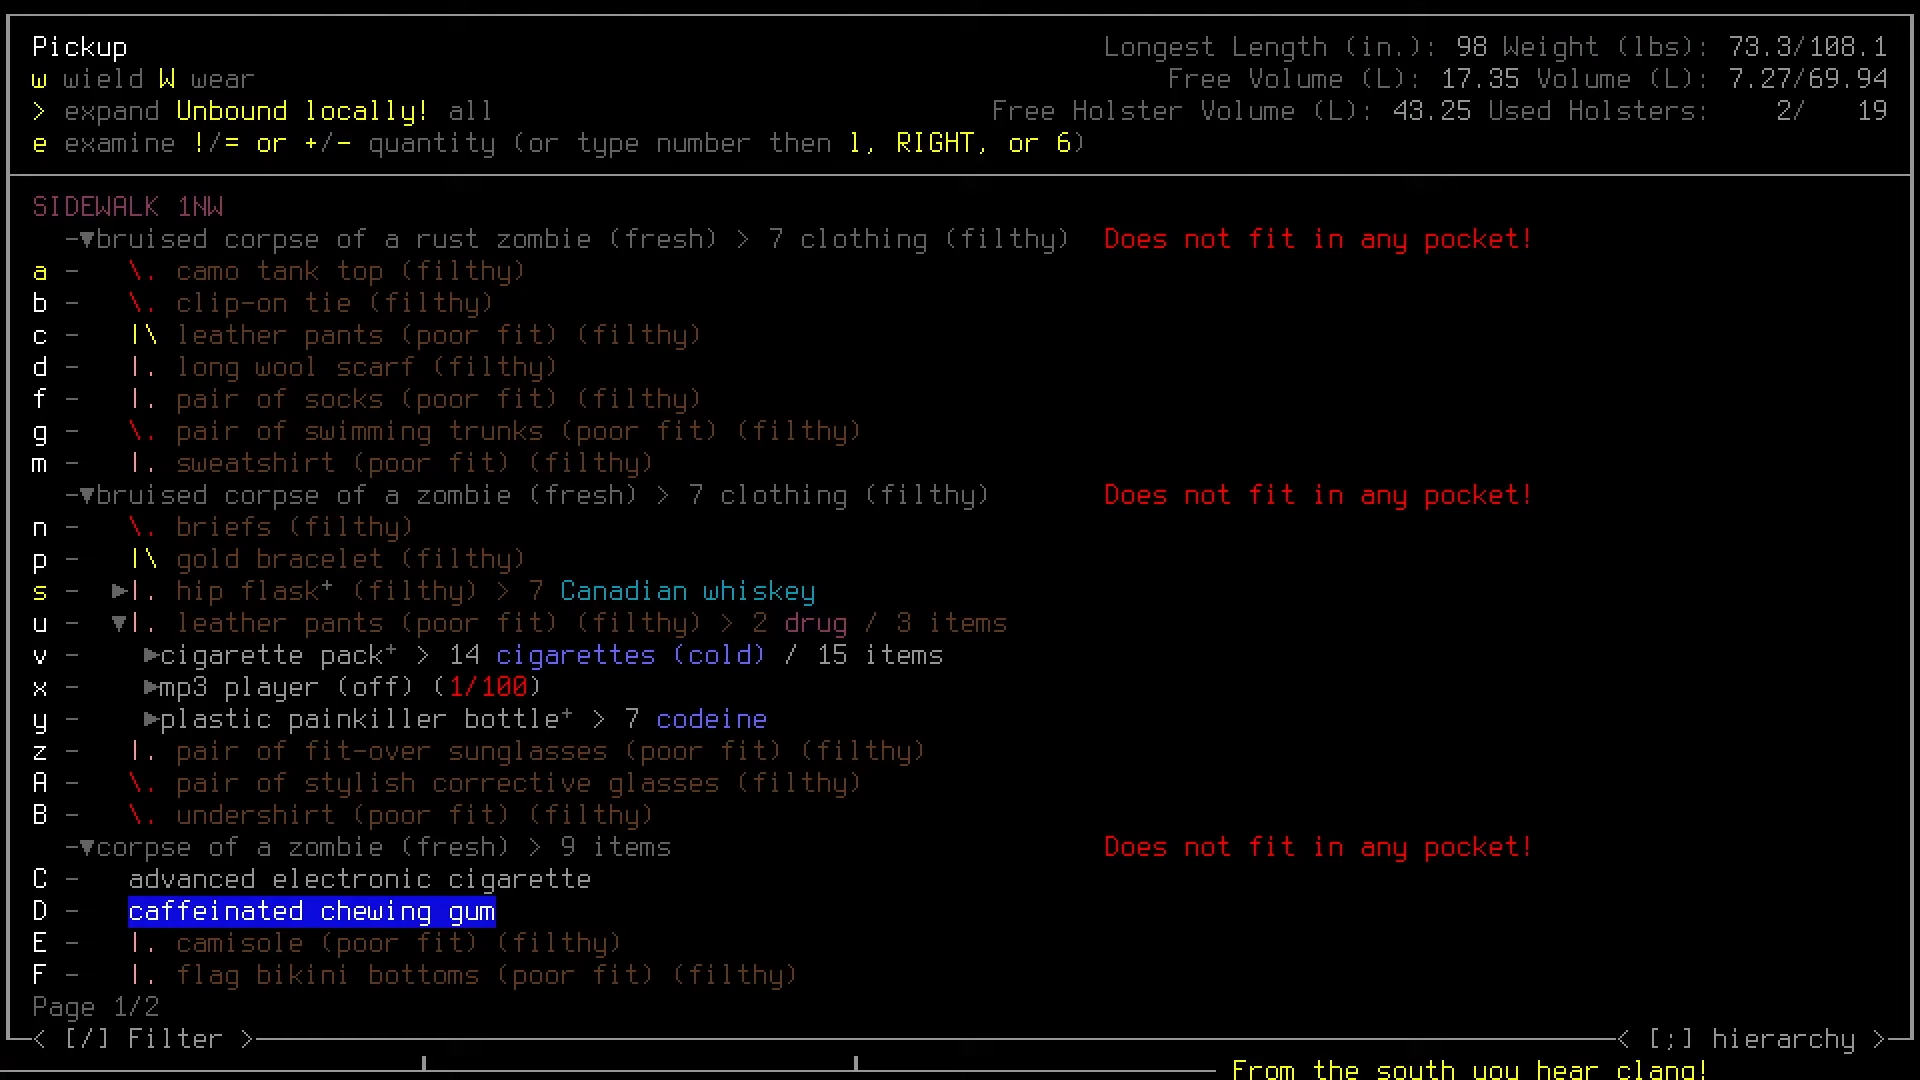 Pickup Longest Length (in.): 98 Weight (lbs): 73.3/108.1
w wield W wear Free Volume (L): 17.35 Volume (L): 7.27/69.94
> expand Unbound locally! all Free Holster Volume (L): 43.25 Used Holsters: 2/ 19
e examine !/= or +/- quantity (or type number then l, RIGHT, or 6)
SIDEWALK 1NW
-▼bruised corpse of a rust zombie (fresh) > 7 clothing (filthy) Does not fit in any pocket!
a - \. camo tank top (filthy)
b - \. clip-on tie (filthy)
c - |\ leather pants (poor fit) (filthy)
d - |. long wool scarf (filthy)
f - |. pair of socks (poor fit) (filthy)
g - \. pair of swimming trunks (poor fit) (filthy)
m - |. sweatshirt (poor fit) (filthy)
-▼bruised corpse of a zombie (fresh) > 7 clothing (filthy) Does not fit in any pocket!
n - \. briefs (filthy)
p - |\ gold bracelet (filthy)
s - ▶|. hip flask⁺ (filthy) > 7 Canadian whiskey
u - ▼|. leather pants (poor fit) (filthy) > 2 drug / 3 items
v - ▶cigarette pack⁺ > 14 cigarettes (cold) / 15 items
x - ▶mp3 player (off) (1/100)
y - ▶plastic painkiller bottle⁺ > 7 codeine
z - |. pair of fit-over sunglasses (poor fit) (filthy)
A - \. pair of stylish corrective glasses (filthy)
B - \. undershirt (poor fit) (filthy)
-▼corpse of a zombie (fresh) > 9 items Does not fit in any pocket!
C - advanced electronic cigarette
D - caffeinated chewing gum
E - |. camisole (poor fit) (filthy)
F - |. flag bikini bottoms (poor fit) (filthy)
Page 1/2
< [/] Filter > < [;] hierarchy >
From the south you hear clang!